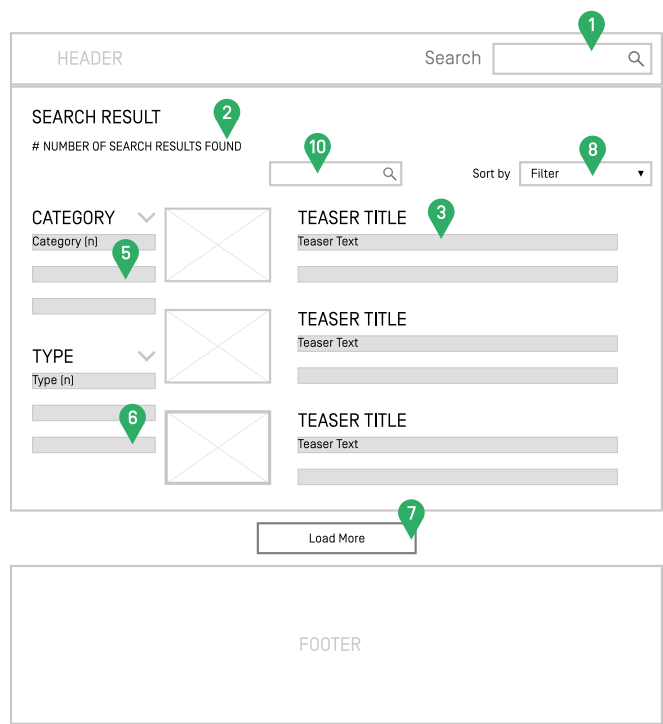 1
HEADER
Search
SEARCH RESULT
2
# NUMBER OF SEARCH RESULTS FOUND
10
8
Sort by
Filter
CATEGORY
Category (n)
5
TYPE
Type (n)
6
TEASER TITLE
3
Teaser Text
TEASER TITLE
Teaser Text
TEASER TITLE
Teaser Text
7
Load More
FOOTER